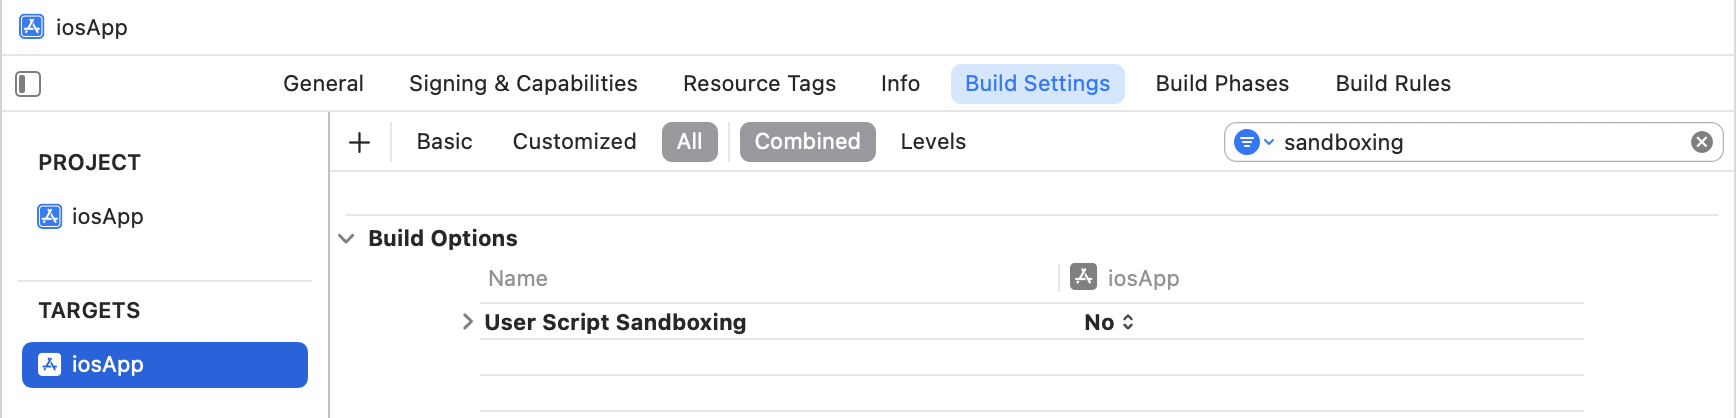 iosApp
General Signing & Capabilities Resource Tags Info Build Settings Build Phases Build Rules
Basic Customized All Combined Levels sandboxing
PROJECT
iosApp
Build Options
Name iosApp
TARGETS
User Script Sandboxing No
iosApp